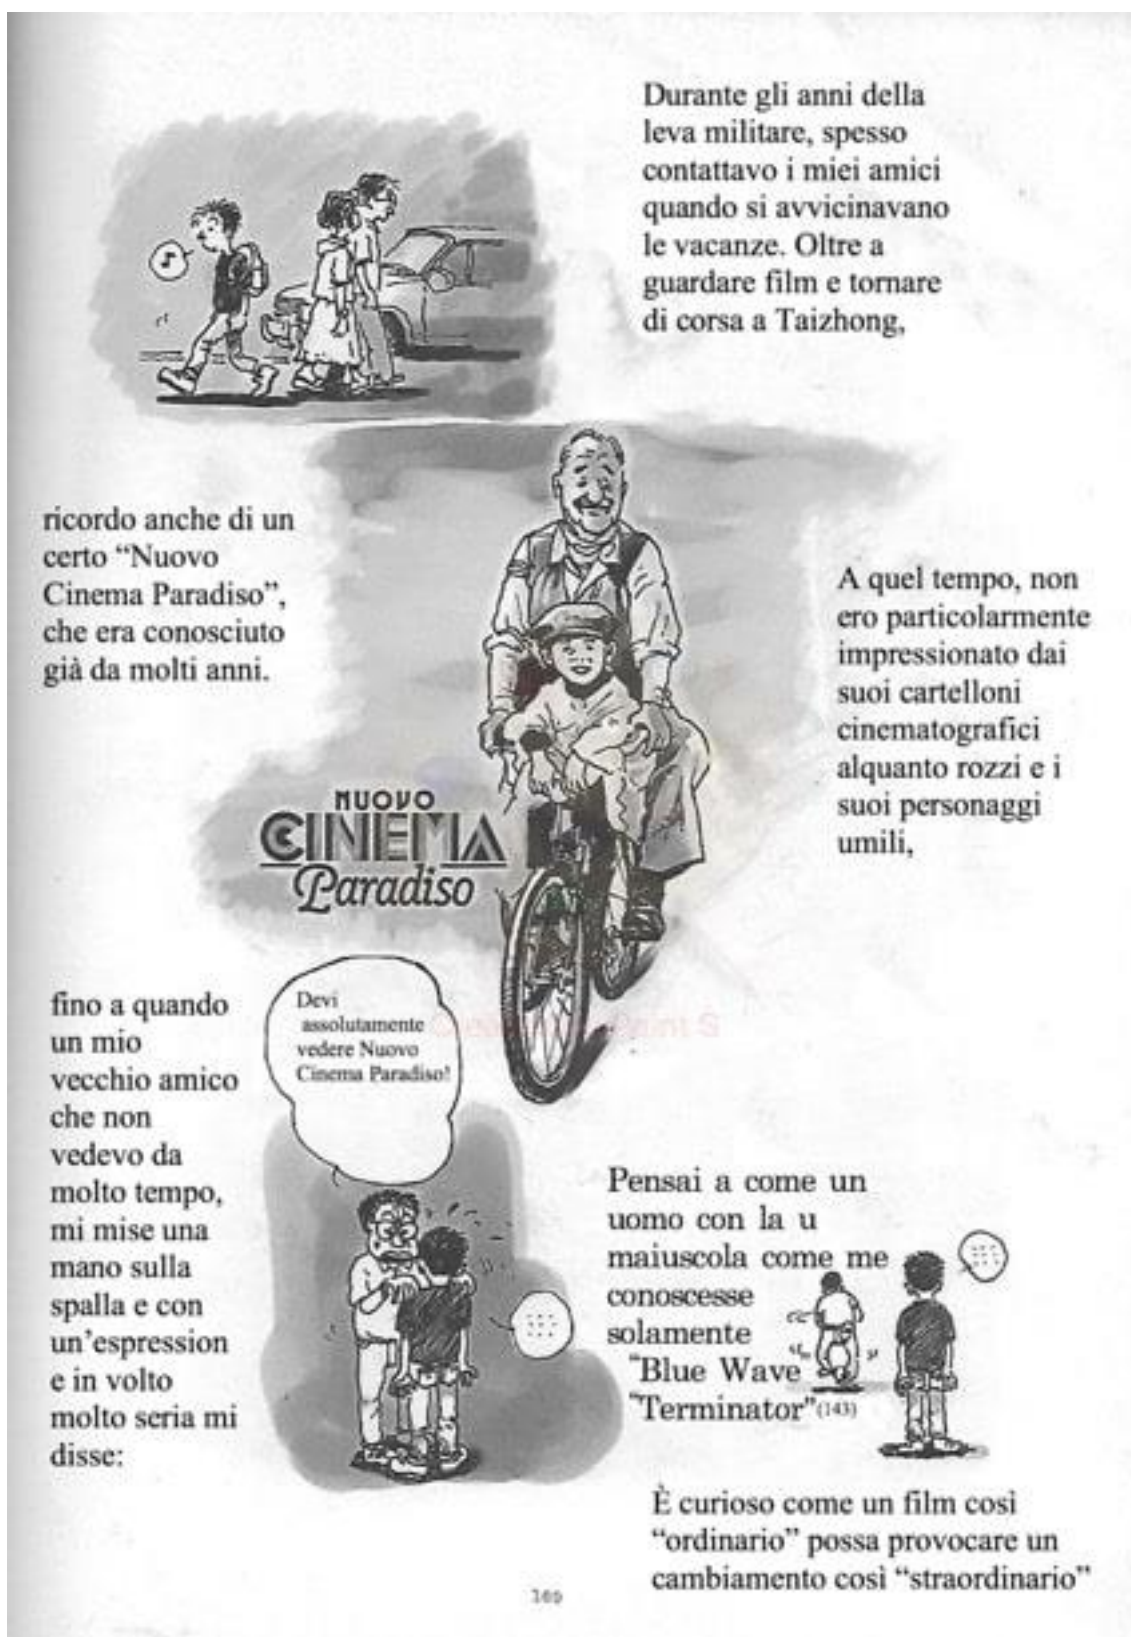 Durante gli anni della
leva militare, spesso
contattavo i miei amici
quando si avvicinavano
le vacanze. Oltre a
guardare film e tornare
di corsa a Taizhong,
ricordo anche di un
certo “Nuovo
Cinema Paradiso”,
che era conosciuto
già da molti anni.
A quel tempo, non
ero particolarmente
impressionato dai
suoi cartelloni
cinematografici
alquanto rozzi e i
suoi personaggi
umili,
NUOVO
CINEMA
Paradiso
fino a quando
un mio
vecchio amico
che non
vedevo da
molto tempo,
mi mise una
mano sulla
spalla e con
un’espression
e in volto
molto seria mi
disse:
Devi
assolutamente
vedere Nuovo
Cinema Paradiso!
Pensai a come un
uomo con la u
maiuscola come me
conoscesse
solamente
"Blue Wave"
"Terminator"(143)
È curioso come un film così
“ordinario” possa provocare un
cambiamento così “straordinario”